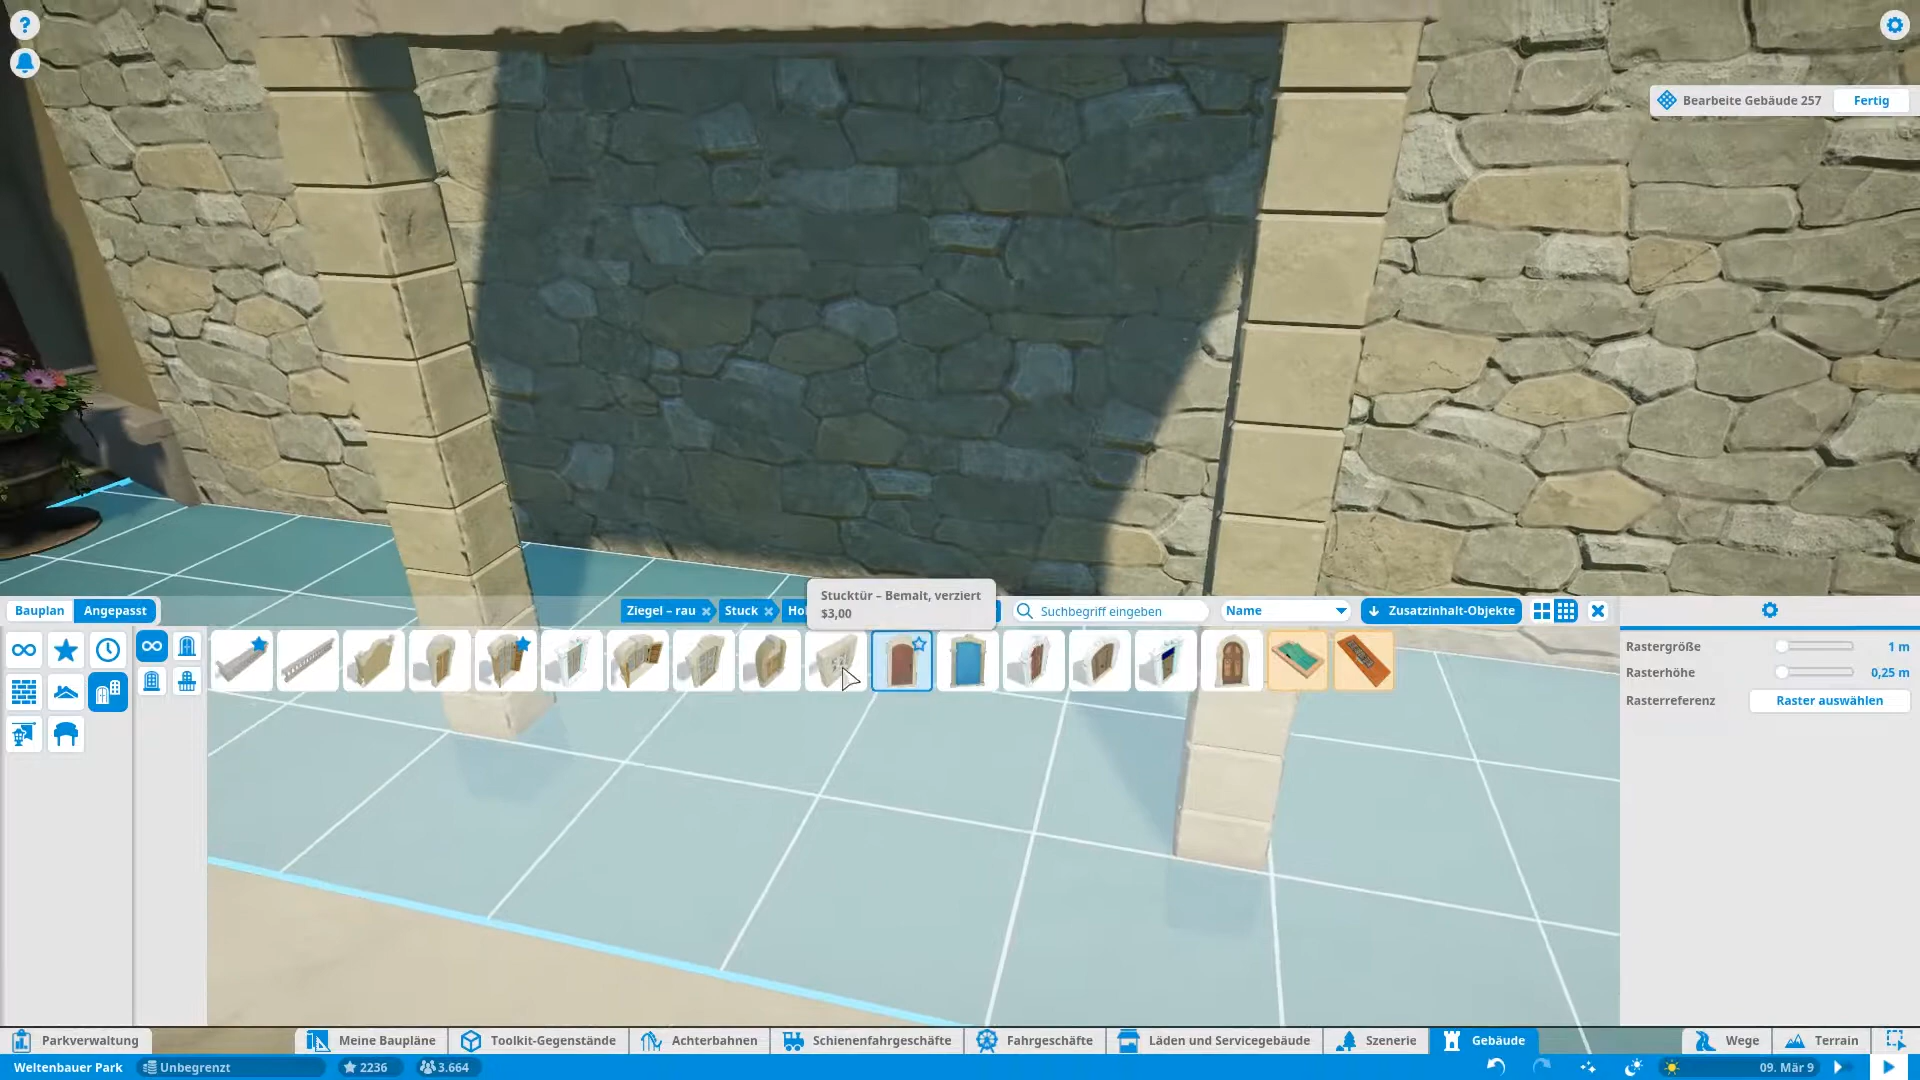 ?
Bearbeite Gebäude 257
Fertig
Bauplan
Angepasst
Ziegel – rau
Stuck
Stucktür – Bemalt, verziert
$3,00
Suchbegriff eingeben
Name
Zusatzinhalt-Objekte
Rastergröße
1 m
Rasterhöhe
0,25 m
Rasterreferenz
Raster auswählen
Parkverwaltung
Meine Baupläne
Toolkit-Gegenstände
Achterbahnen
Schienenfahrgeschäfte
Fahrgeschäfte
Läden und Servicegebäude
Szenerie
Gebäude
Wege
Terrain
Weltenbauer Park
Unbegrenzt
2236
3.664
09. Mär 9